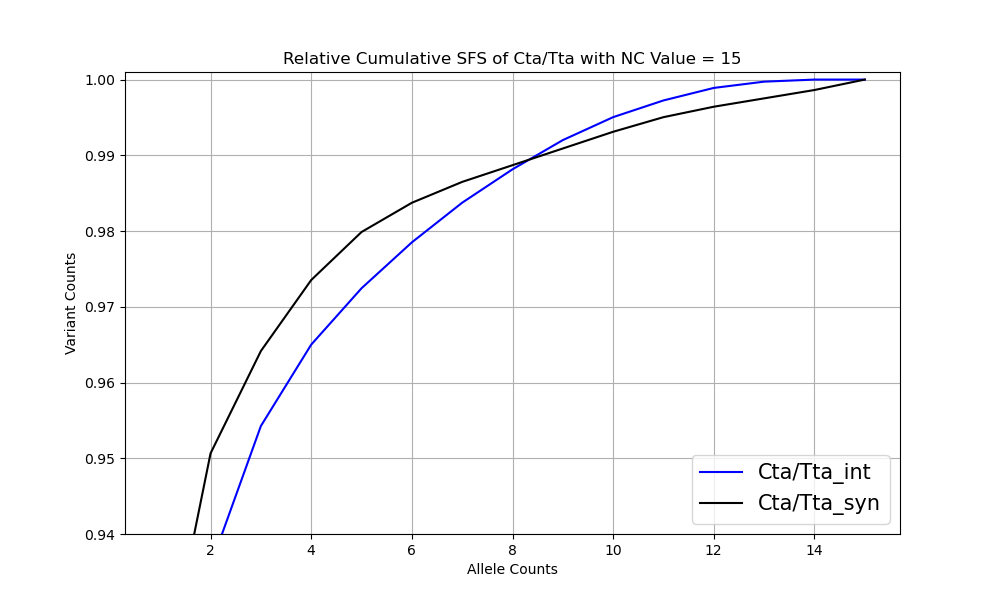 Relative Cumulative SFS of Cta/Tta with NC Value = 15
1.00
0.99
0.98
0.97
0.96
0.95
0.94
Variant Counts
2 4 6 8 10 12 14
Allele Counts
Cta/Tta_int
Cta/Tta_syn